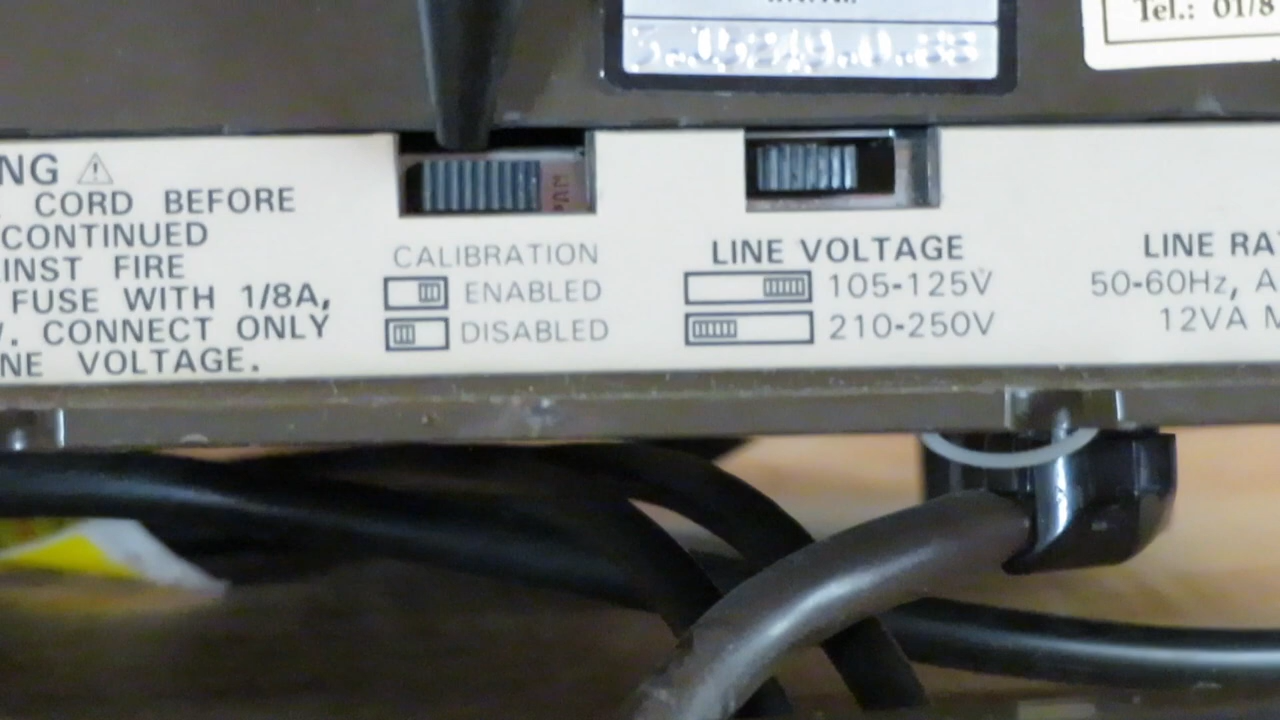 Tel.: 01/8
NG
CORD BEFORE
CONTINUED
INST FIRE
FUSE WITH 1/8A,
. CONNECT ONLY
NE VOLTAGE.
CALIBRATION
ENABLED
DISABLED
LINE VOLTAGE
105-125V
210-250V
LINE RA
50-60Hz, A
12VA M